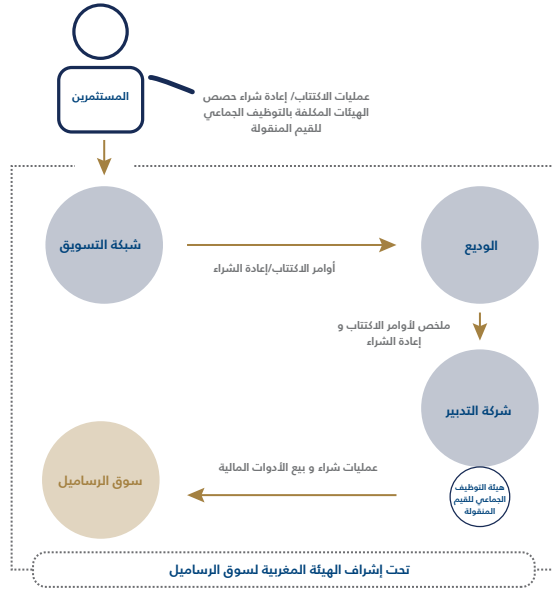 المستثمرين
عمليات الاكتتاب/ إعادة شراء حصص
الهيئات المكلفة بالتوظيف الجماعي
للقيم المنقولة
شبكة التسويق
الوديع
أوامر الاكتتاب/إعادة الشراء
ملخص لأوامر الاكتتاب و
إعادة الشراء
شركة التدبير
هيئة التوظيف
الجماعي للقيم
المنقولة
عمليات شراء و بيع الأدوات المالية
سوق الرساميل
تحت إشراف الهيئة المغربية لسوق الرساميل